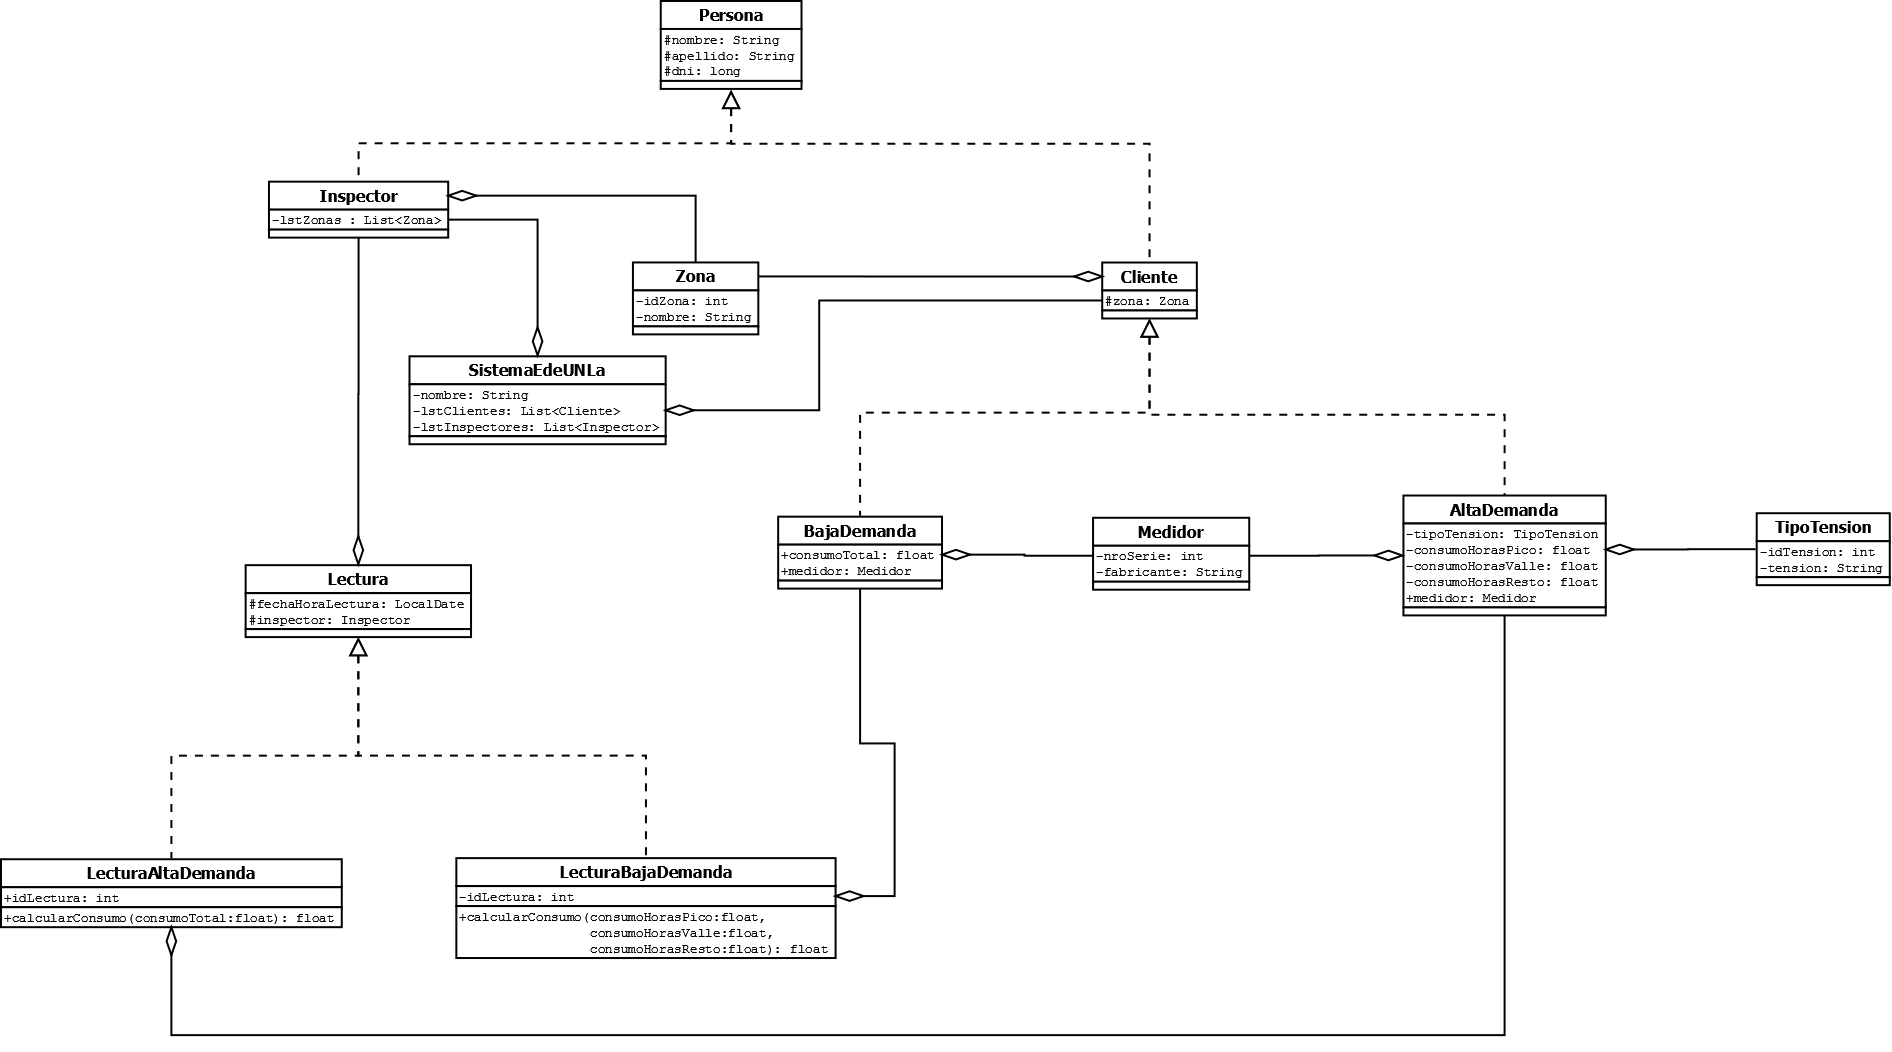 Persona
#nombre: String
#apellido: String
#dni: long
Inspector
-lstZonas : List<Zona>
Zona
-idZona: int
-nombre: String
Cliente
#zona: Zona
SistemaEdeUNLa
-nombre: String
-lstClientes: List<Cliente>
-lstInspectores: List<Inspector>
BajaDemanda
+consumoTotal: float
+medidor: Medidor
Medidor
-nroSerie: int
-fabricante: String
AltaDemanda
-tipoTension: TipoTension
-consumoHorasPico: float
-consumoHorasValle: float
-consumoHorasResto: float
+medidor: Medidor
TipoTension
-idTension: int
-tension: String
Lectura
#fechaHoraLectura: LocalDate
#inspector: Inspector
LecturaAltaDemanda
+idLectura: int
+calcularConsumo(consumoTotal:float): float
LecturaBajaDemanda
-idLectura: int
+calcularConsumo(consumoHorasPico:float,
consumoHorasValle:float,
consumoHorasResto:float): float